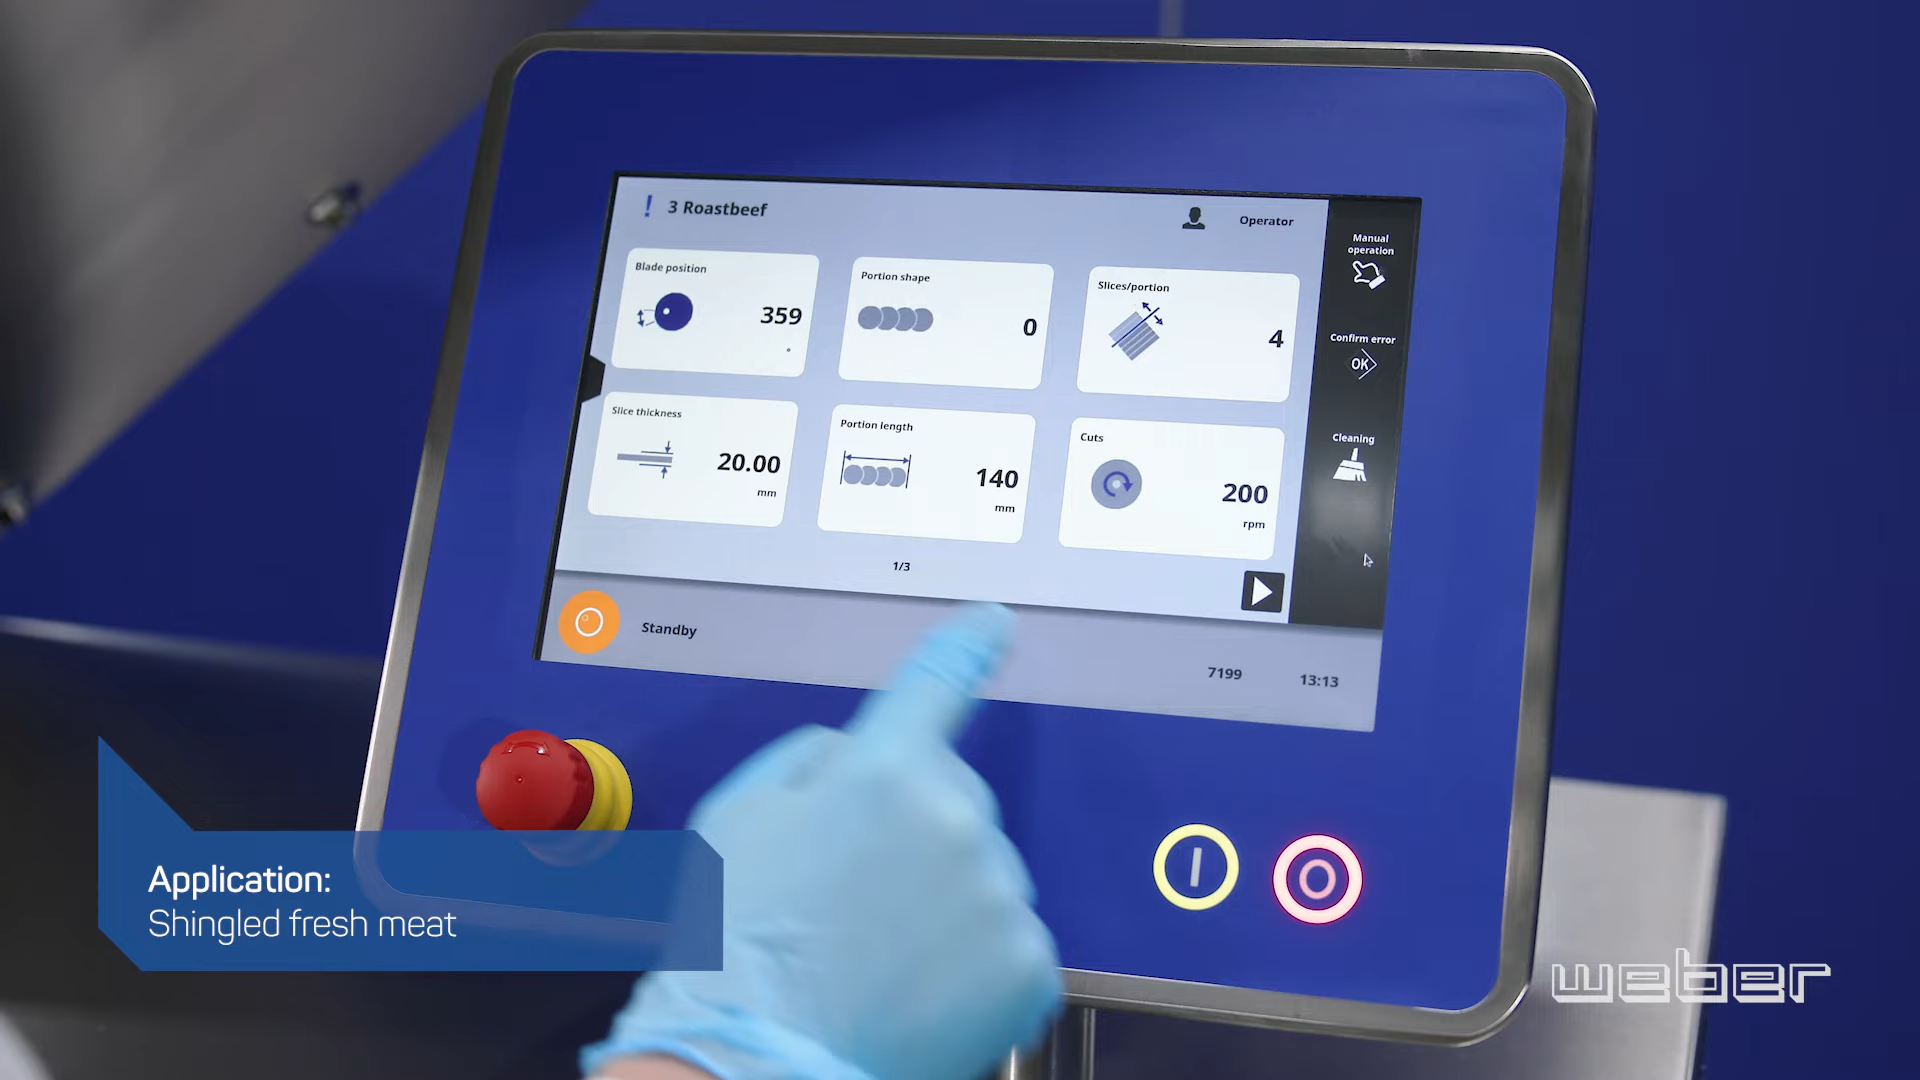 ! 3 Roastbeef
Operator
Manual
operation
Blade position
359
°
Portion shape
0
Slices/portion
4
Confirm error
OK
Slice thickness
20.00
mm
Portion length
140
mm
Cuts
200
rpm
Cleaning
1/3
Standby
7199
13:13
Application:
Shingled fresh meat
weber